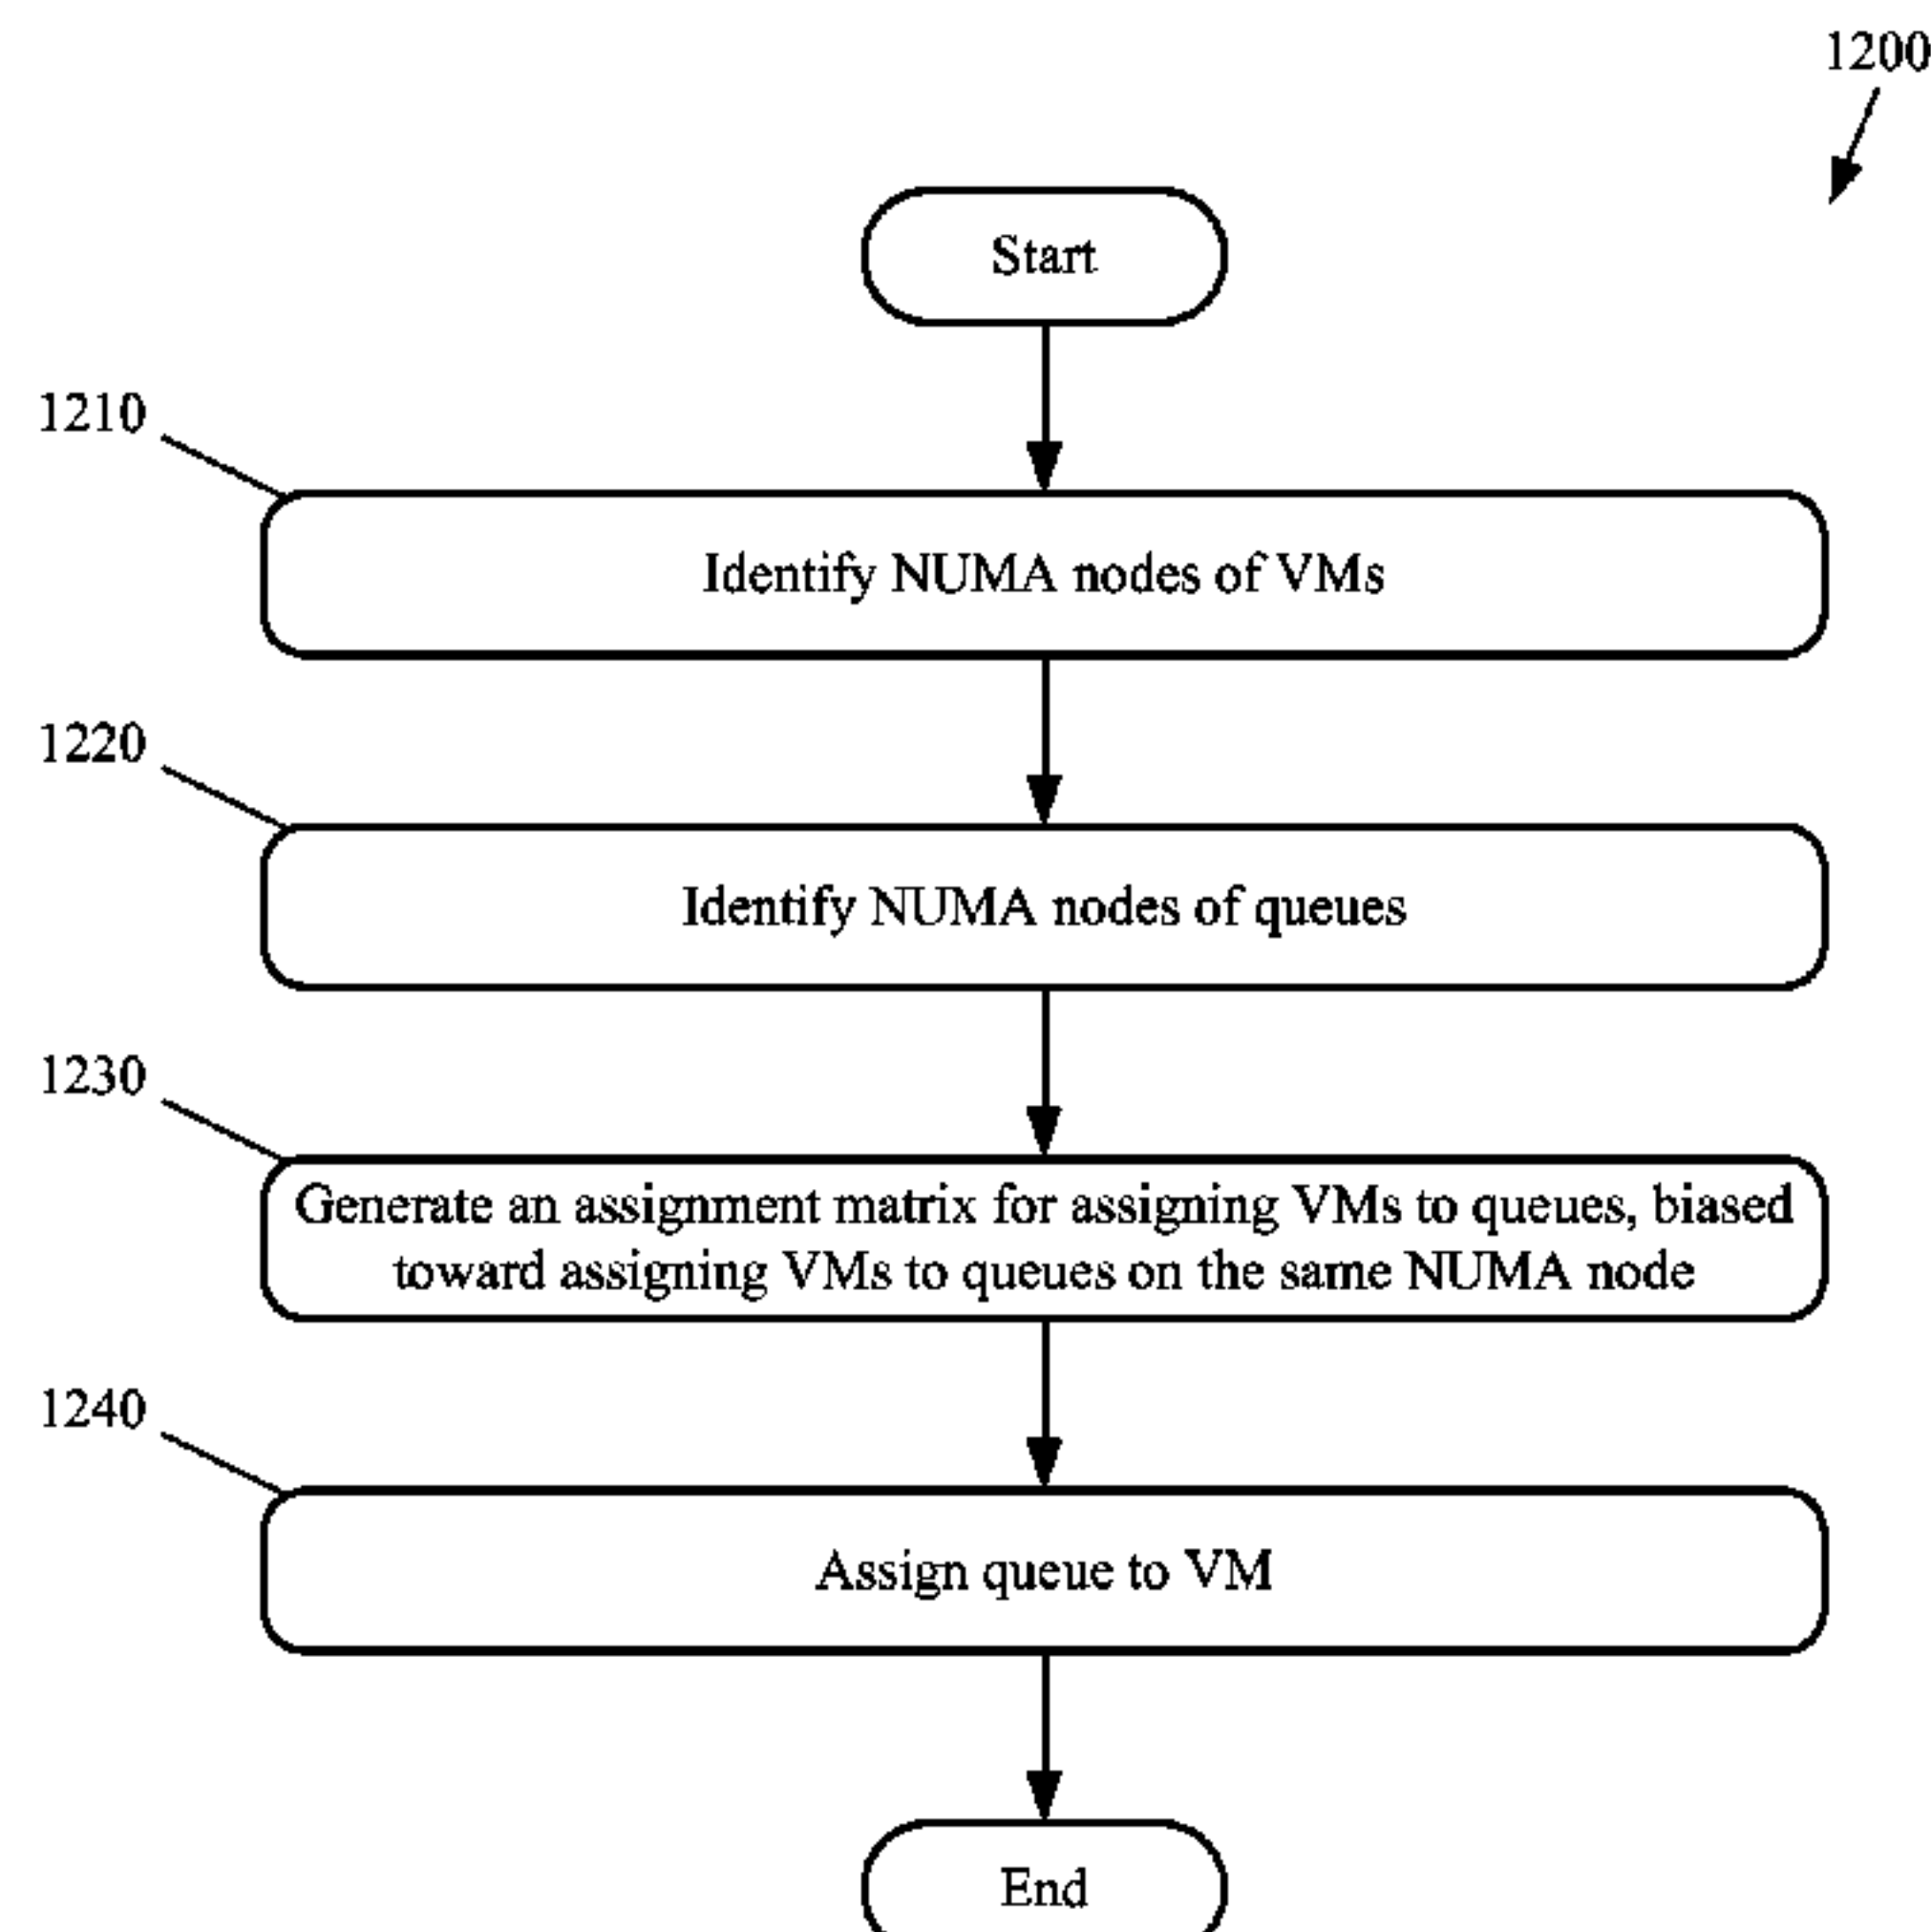 1200
Start
1210
Identify NUMA nodes of VMs
1220
Identify NUMA nodes of queues
1230
Generate an assignment matrix for assigning VMs to queues, biased
toward assigning VMs to queues on the same NUMA node
1240
Assign queue to VM
End